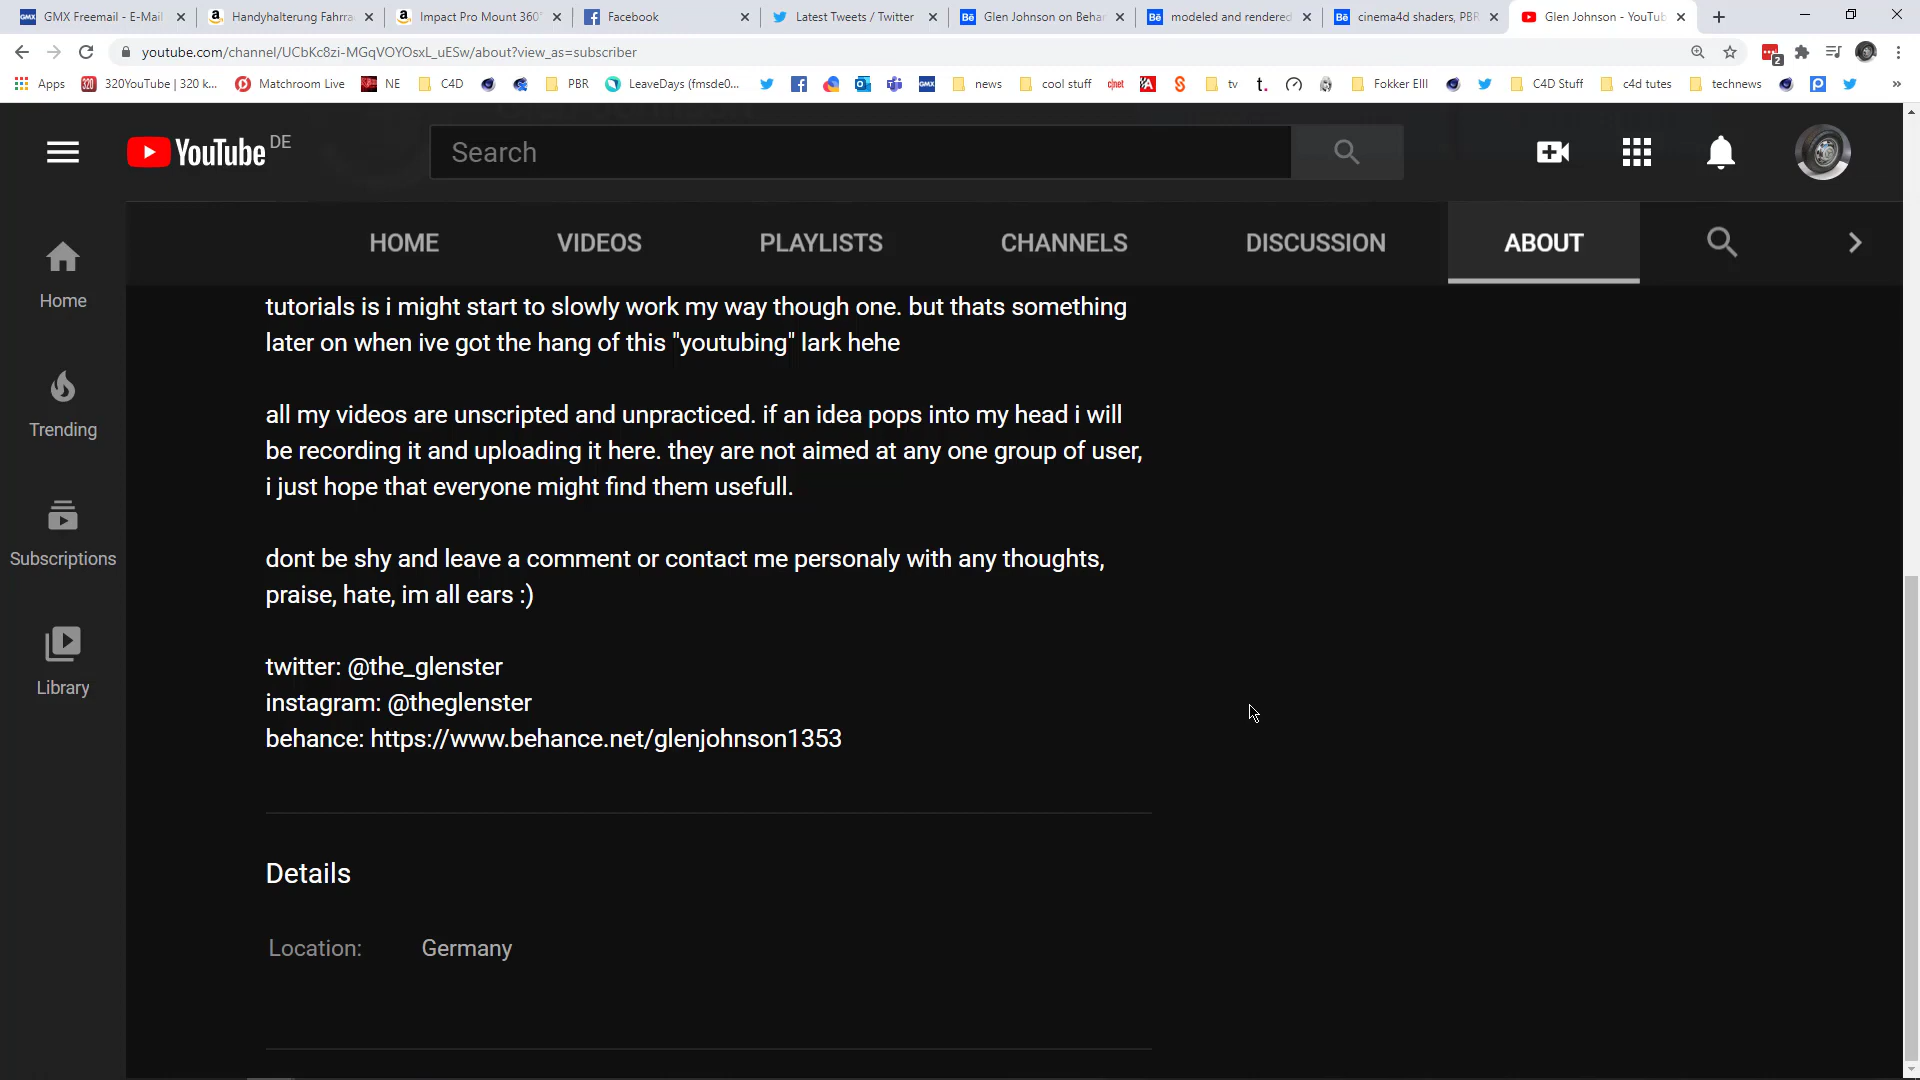 GMX Freemail - E-Mail
Handyhalterung Fahrra
Impact Pro Mount 360°
Facebook
Latest Tweets / Twitter
Glen Johnson on Behan
modeled and rendered
cinema4d shaders, PBR
Glen Johnson - YouTub
youtube.com/channel/UCbKc8zi-MGqVOYOsxL_uESw/about?view_as=subscriber
2
Apps
320YouTube | 320 k...
Matchroom Live
NE
C4D
PBR
LeaveDays (fmsde0...
GMX
news
cool stuff
c|net
tv
t.
Fokker EIII
C4D Stuff
c4d tutes
technews
»
YouTube DE
Search
HOME
VIDEOS
PLAYLISTS
CHANNELS
DISCUSSION
ABOUT
Home
Trending
Subscriptions
Library
tutorials is i might start to slowly work my way though one. but thats something
later on when ive got the hang of this "youtubing" lark hehe
all my videos are unscripted and unpracticed. if an idea pops into my head i will
be recording it and uploading it here. they are not aimed at any one group of user,
i just hope that everyone might find them usefull.
dont be shy and leave a comment or contact me personaly with any thoughts,
praise, hate, im all ears :)
twitter: @the_glenster
instagram: @theglenster
behance: https://www.behance.net/glenjohnson1353
Details
Location: Germany